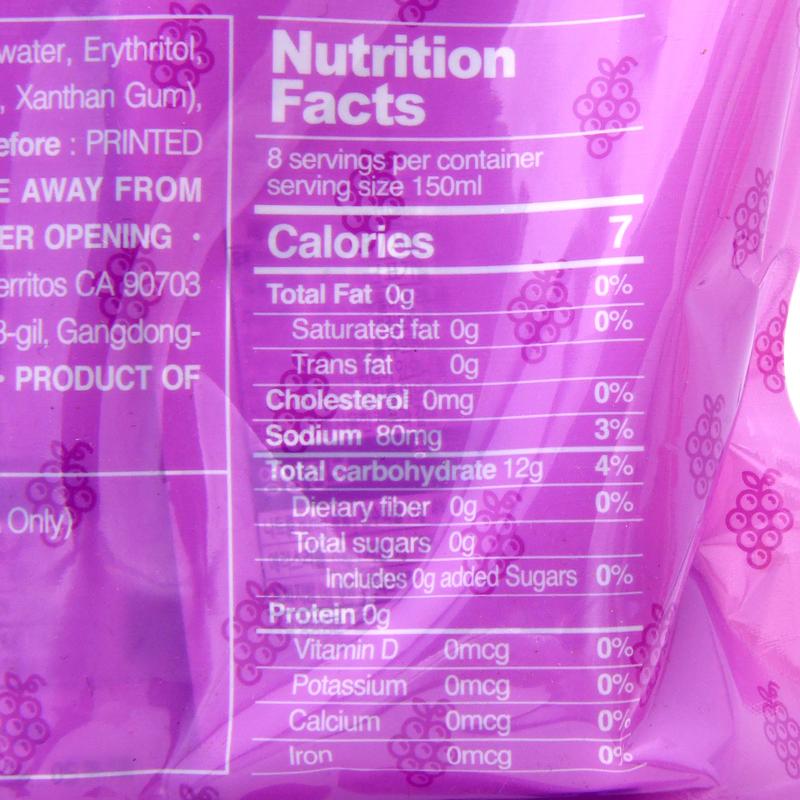 water, Erythritol,
, Xanthan Gum),
efore : PRINTED
E AWAY FROM
ER OPENING •
erritos CA 90703
3-gil, Gangdong-
• PRODUCT OF
Only)
Nutrition
Facts
8 servings per container
serving size 150ml
Calories 7
Total Fat 0g 0%
Saturated fat 0g 0%
Trans fat 0g
Cholesterol 0mg 0%
Sodium 80mg 3%
Total carbohydrate 12g 4%
Dietary fiber 0g 0%
Total sugars 0g
Includes 0g added Sugars 0%
Protein 0g
Vitamin D 0mcg 0%
Potassium 0mcg 0%
Calcium 0mcg 0%
Iron 0mcg 0%